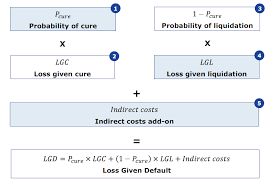 1
P_cure
Probability of cure
3
1 − P_cure
Probability of liquidation
X
X
2
LGC
Loss given cure
4
LGL
Loss given liquidation
+
5
Indirect costs
Indirect costs add-on
=
LGD = P_cure × LGC + (1 − P_cure) × LGL + Indirect costs
Loss Given Default